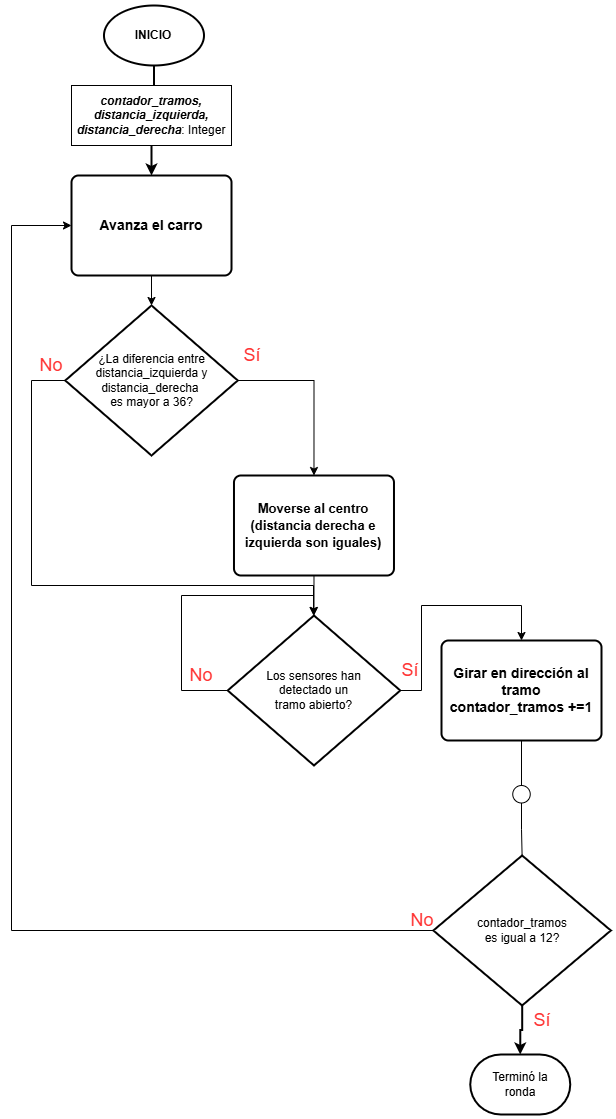 INICIO
contador_tramos,
distancia_izquierda,
distancia_derecha: Integer
Avanza el carro
¿La diferencia entre
distancia_izquierda y
distancia_derecha
es mayor a 36?
No
Sí
Moverse al centro
(distancia derecha e
izquierda son iguales)
Los sensores han
detectado un
tramo abierto?
No
Sí
Girar en dirección al
tramo
contador_tramos +=1
contador_tramos
es igual a 12?
No
Sí
Terminó la
ronda